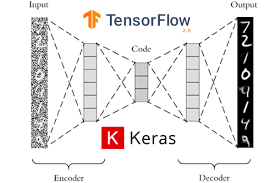 Input
Output
TensorFlow
2.0
Code
7
2
1
0
4
1
4
9
K Keras
Encoder
Decoder